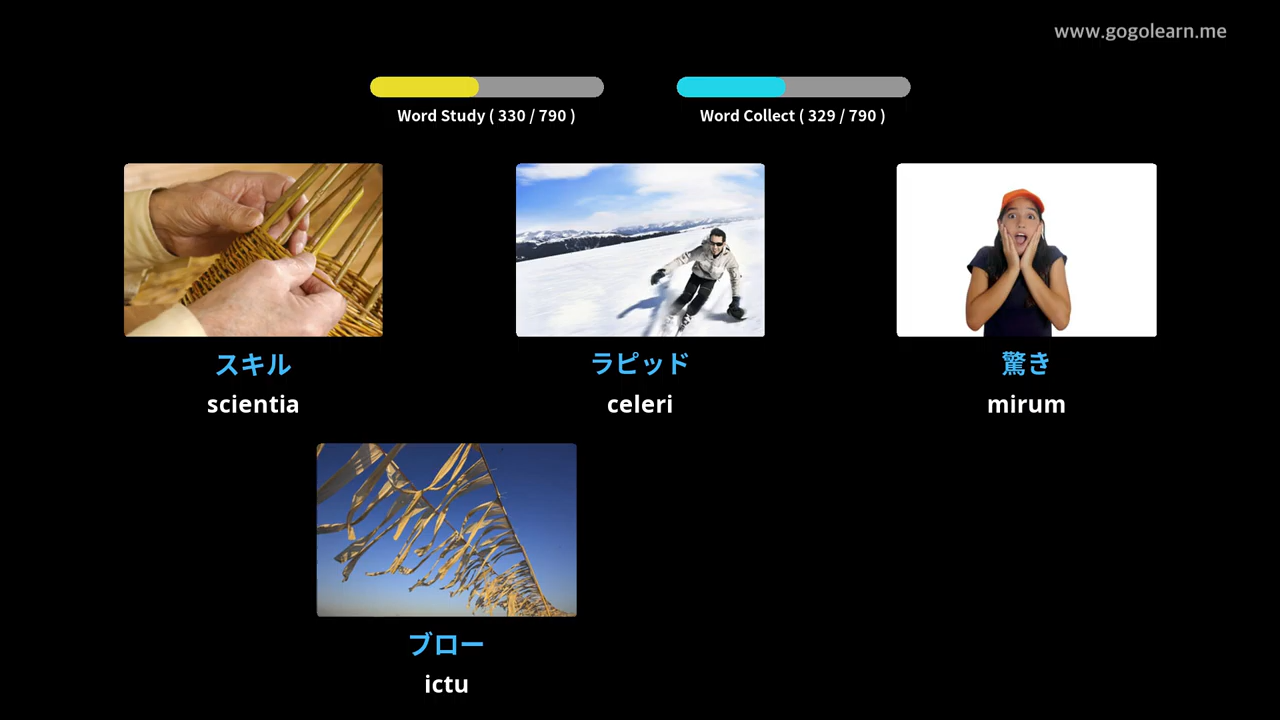 www.gogolearn.me
Word Study ( 330 / 790 )
Word Collect ( 329 / 790 )
スキル
scientia
ラピッド
celeri
驚き
mirum
ブロー
ictu